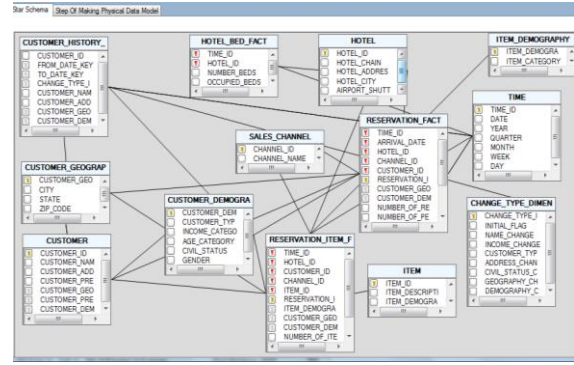 Star Schema Step Of Making Physical Data Model
CUSTOMER_HISTORY_
CUSTOMER_ID
FROM_DATE_KEY
TO_DATE_KEY
CHANGE_TYPE_I
CUSTOMER_NAM
CUSTOMER_ADD
CUSTOMER_GEO
CUSTOMER_DEM
HOTEL_BED_FACT
TIME_ID
HOTEL_ID
NUMBER_BEDS
OCCUPIED_BEDS
HOTEL
HOTEL_ID
HOTEL_CHAIN
HOTEL_ADDRES
HOTEL_CITY
AIRPORT_SHUTT
ITEM_DEMOGRAPHY
ITEM_DEMOGRA
ITEM_CATEGORY
TIME
TIME_ID
DATE
YEAR
QUARTER
MONTH
WEEK
DAY
RESERVATION_FACT
TIME_ID
ARRIVAL_DATE
HOTEL_ID
CHANNEL_ID
CUSTOMER_ID
RESERVATION_I
CUSTOMER_GEO
CUSTOMER_DEM
NUMBER_OF_RE
NUMBER_OF_PE
SALES_CHANNEL
CHANNEL_ID
CHANNEL_NAME
CUSTOMER_GEOGRAP
CUSTOMER_GEO
CITY
STATE
ZIP_CODE
CUSTOMER_DEMOGRA
CUSTOMER_DEM
CUSTOMER_TYP
INCOME_CATEGO
AGE_CATEGORY
CIVIL_STATUS
GENDER
CUSTOMER
CUSTOMER_ID
CUSTOMER_NAM
CUSTOMER_ADD
CUSTOMER_PRE
CUSTOMER_GEO
CUSTOMER_PRE
CUSTOMER_DEM
RESERVATION_ITEM_F
TIME_ID
HOTEL_ID
CUSTOMER_ID
CHANNEL_ID
ITEM_ID
RESERVATION_I
ITEM_DEMOGRA
CUSTOMER_GEO
CUSTOMER_DEM
NUMBER_OF_ITE
ITEM
ITEM_ID
ITEM_DESCRIPTI
ITEM_DEMOGRA
CHANGE_TYPE_DIMEN
CHANGE_TYPE_I
INITIAL_FLAG
NAME_CHANGE
INCOME_CHANGE
CUSTOMER_TYP
ADDRESS_CHAN
CIVIL_STATUS_C
GEOGRAPHY_CH
DEMOGRAPHY_C